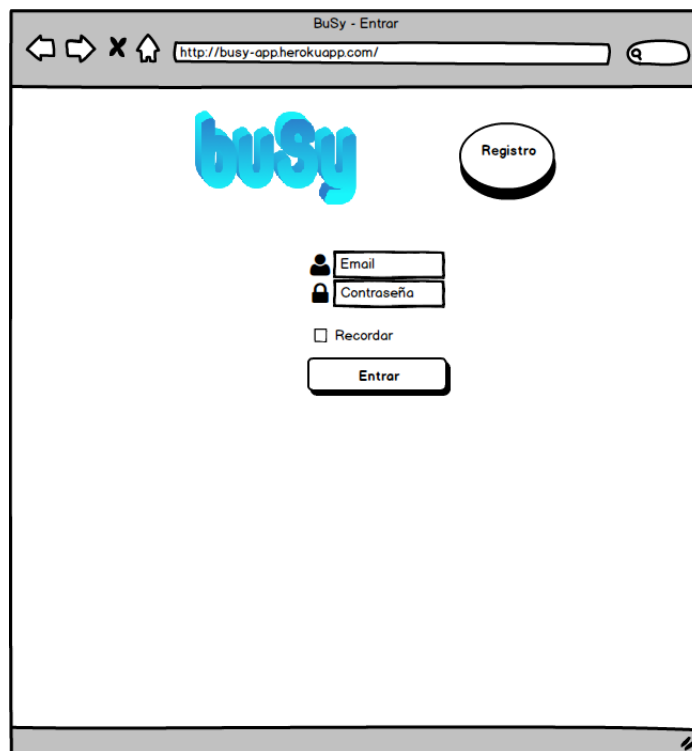 BuSy - Entrar
http://busy-app.herokuapp.com/
buSy
Registro
Email
Contraseña
Recordar
Entrar